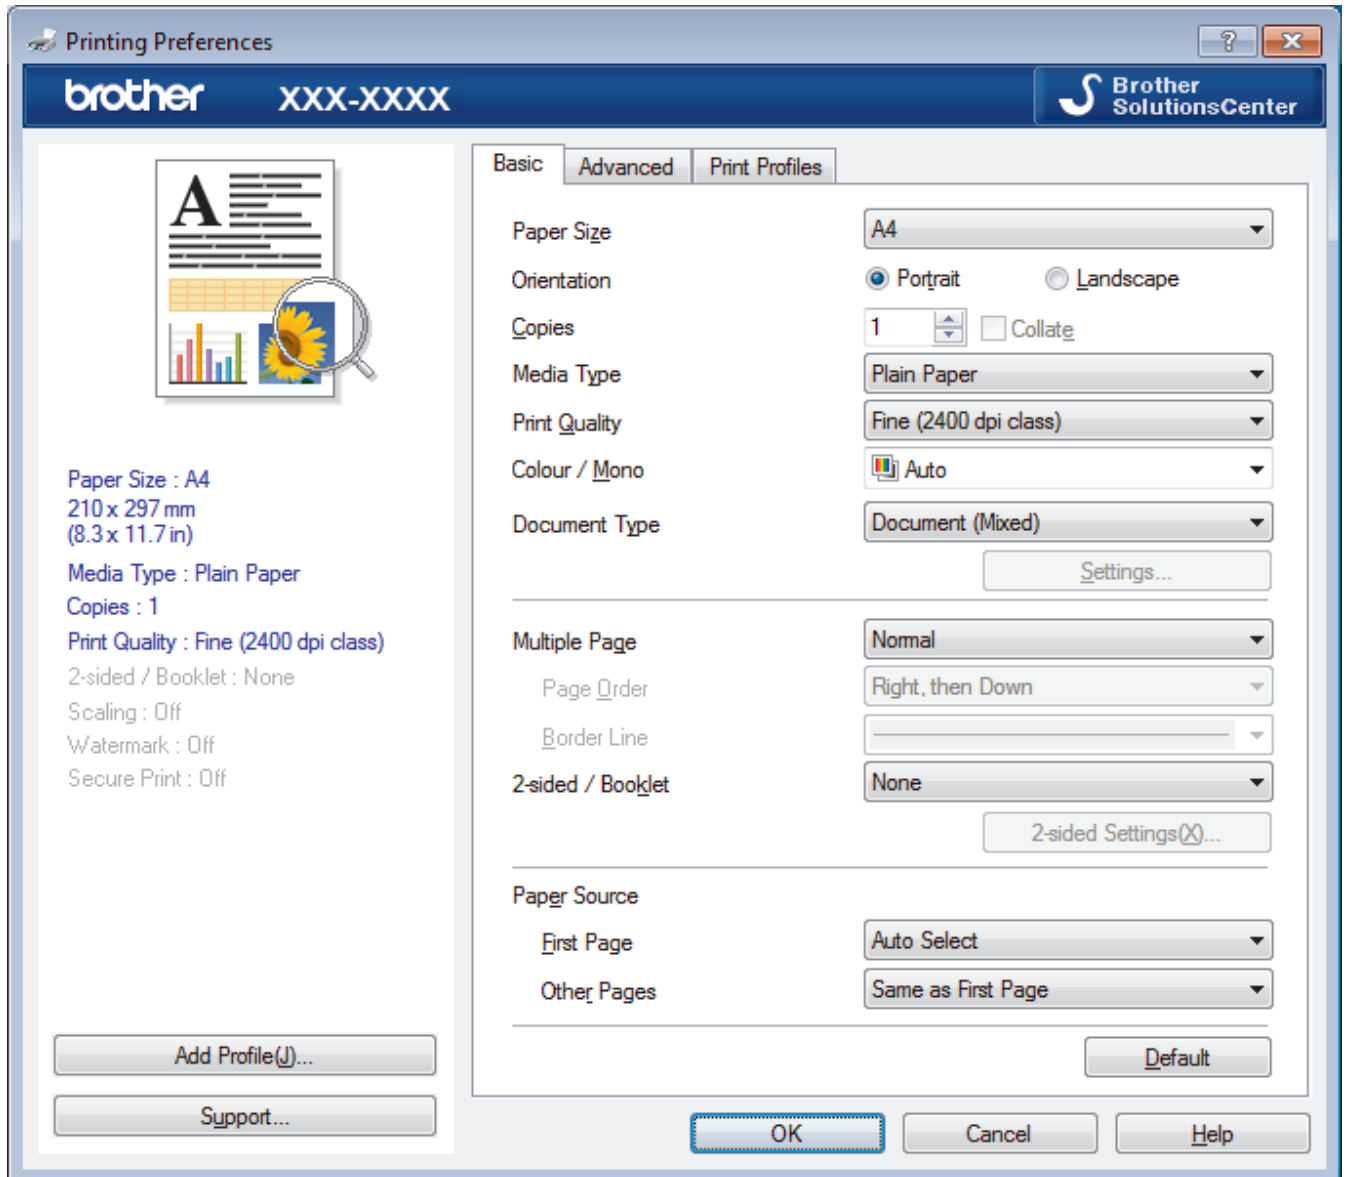 Printing Preferences
brother XXX-XXXX
Brother
SolutionsCenter
A
Paper Size : A4
210 x 297 mm
(8.3 x 11.7 in)
Media Type : Plain Paper
Copies : 1
Print Quality : Fine (2400 dpi class)
2-sided / Booklet : None
Scaling : Off
Watermark : Off
Secure Print : Off
Add Profile(J)...
Support...
Basic Advanced Print Profiles
Paper Size A4
Orientation Portrait Landscape
Copies 1 Collate
Media Type Plain Paper
Print Quality Fine (2400 dpi class)
Colour / Mono Auto
Document Type Document (Mixed)
Settings...
Multiple Page Normal
Page Order Right, then Down
Border Line
2-sided / Booklet None
2-sided Settings(X)...
Paper Source
First Page Auto Select
Other Pages Same as First Page
Default
OK Cancel Help